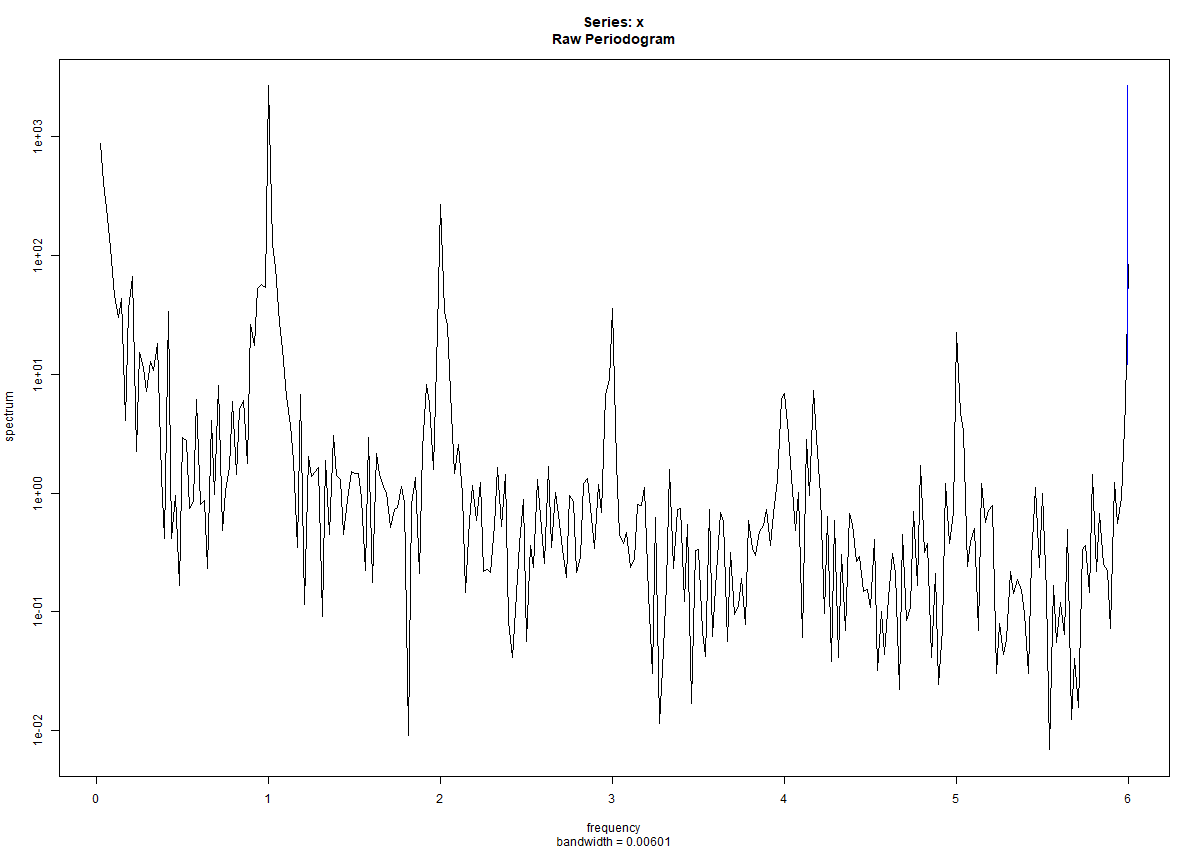 Series: x
Raw Periodogram
1e+03
1e+02
1e+01
1e+00
1e-01
1e-02
spectrum
0 1 2 3 4 5 6
frequency
bandwidth = 0.00601